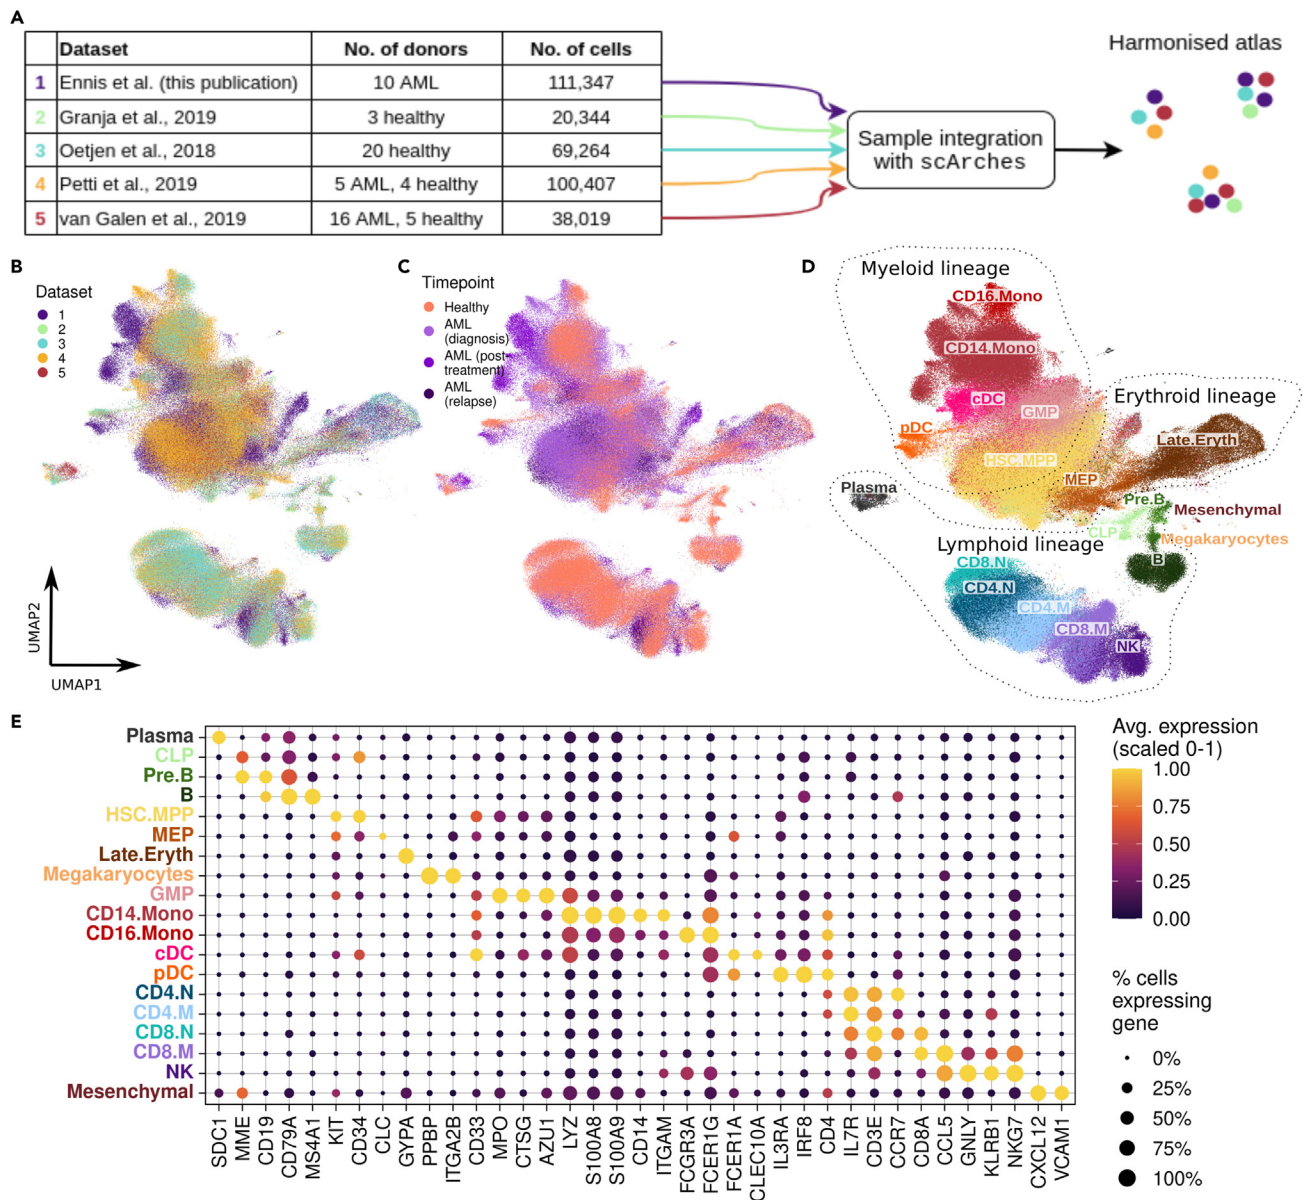 A
Dataset No. of donors No. of cells
1 Ennis et al. (this publication) 10 AML 111,347
2 Granja et al., 2019 3 healthy 20,344
3 Oetjen et al., 2018 20 healthy 69,264
4 Petti et al., 2019 5 AML, 4 healthy 100,407
5 van Galen et al., 2019 16 AML, 5 healthy 38,019
Sample integration
with scArches
Harmonised atlas
B
Dataset
1
2
3
4
5
UMAP2
UMAP1
C
Timepoint
Healthy
AML
(diagnosis)
AML (post-
treatment)
AML
(relapse)
D
Myeloid lineage
CD16.Mono
CD14.Mono
cDC
GMP
pDC
HSC.MPP
MEP
Erythroid lineage
Late.Eryth
Plasma
Pre.B
Mesenchymal
CLP
Megakaryocytes
B
Lymphoid lineage
CD8.N
CD4.N
CD4.M
CD8.M
NK
E
Plasma
CLP
Pre.B
B
HSC.MPP
MEP
Late.Eryth
Megakaryocytes
GMP
CD14.Mono
CD16.Mono
cDC
pDC
CD4.N
CD4.M
CD8.N
CD8.M
NK
Mesenchymal
SDC1
MME
CD19
CD79A
MS4A1
KIT
CD34
CLC
GYPA
PPBP
ITGA2B
CD33
MPO
CTSG
AZU1
LYZ
S100A8
S100A9
CD14
ITGAM
FCGR3A
FCER1G
FCER1A
CLEC10A
IL3RA
IRF8
CD4
IL7R
CD3E
CCR7
CD8A
CCL5
GNLY
KLRB1
NKG7
CXCL12
VCAM1
Avg. expression
(scaled 0-1)
1.00
0.75
0.50
0.25
0.00
% cells
expressing
gene
0%
25%
50%
75%
100%